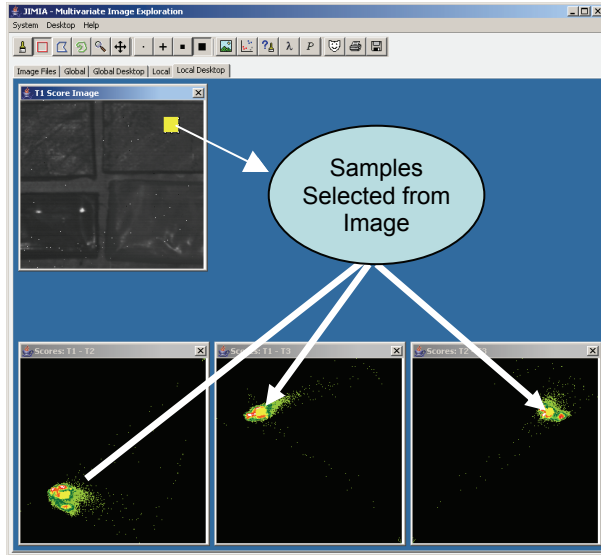 JIMIA - Multivariate Image Exploration
System Desktop Help
λ P
Image Files Global Global Desktop Local Local Desktop
T1 Score Image
Samples
Selected from
Image
Scores: T1 - T2
Scores: T1 - T3
Scores: T2